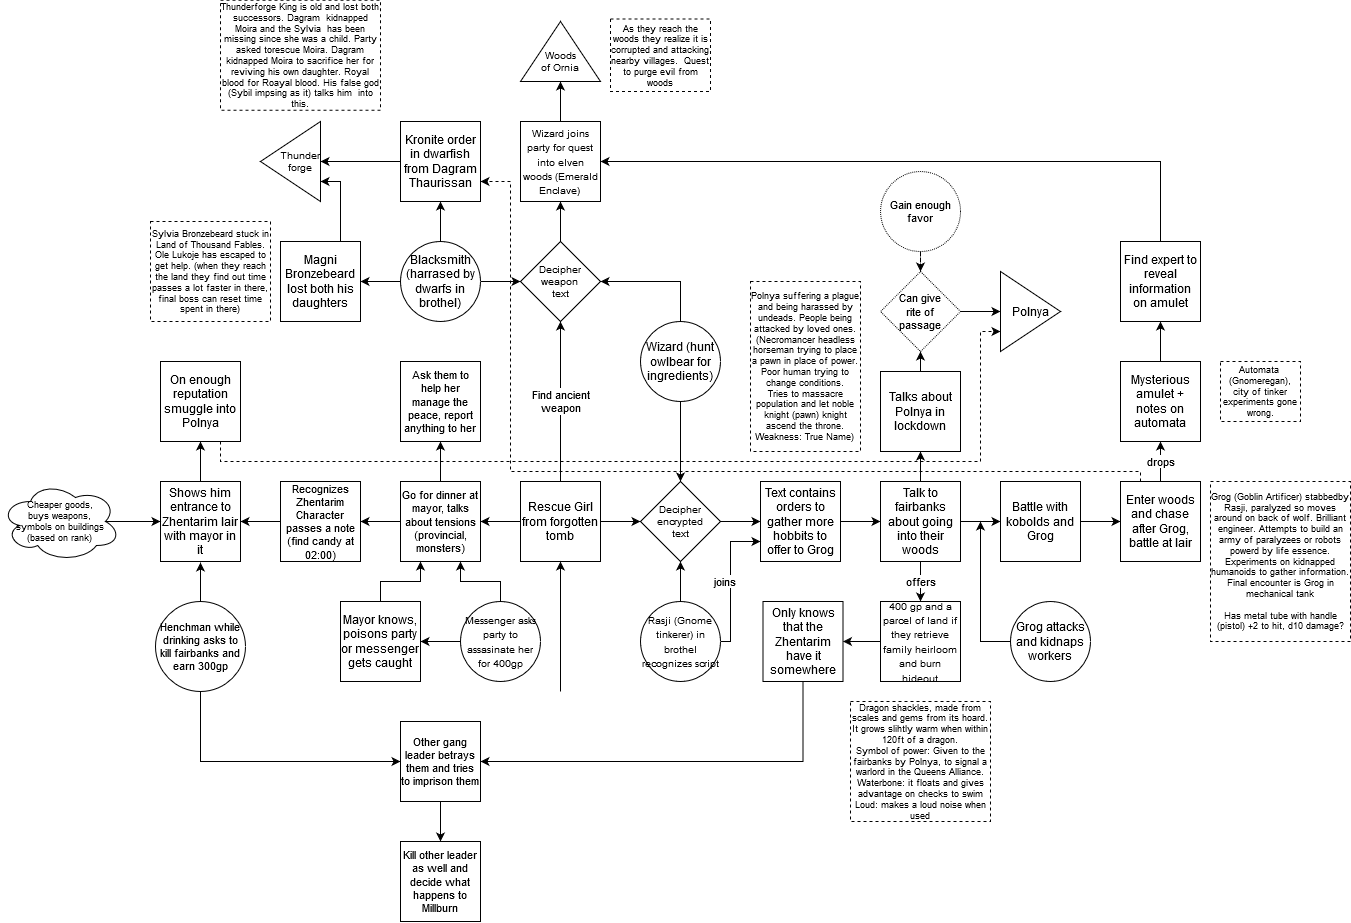 Thunderforge King is old and lost both
successors. Dagram kidnapped
Moira and the Sylvia has been
missing since she was a child. Party
asked torescue Moira. Dagram
kidnapped Moira to sacrifice her for
reviving his own daughter. Royal
blood for Roayal blood. His false god
(Sybil impsing as it) talks him into
this.
Woods
of Ornia
As they reach the
woods they realize it is
corrupted and attacking
nearby villages. Quest
to purge evil from
woods
Thunder
forge
Kronite order
in dwarfish
from Dagram
Thaurissan
Wizard joins
party for quest
into elven
woods (Emerald
Enclave)
Gain enough
favor
Sylvia Bronzebeard stuck in
Land of Thousand Fables.
Ole Lukoje has escaped to
get help. (when they reach
the land they find out time
passes a lot faster in there,
final boss can reset time
spent in there)
Magni
Bronzebeard
lost both his
daughters
Blacksmith
(harrased by
dwarfs in
brothel)
Decipher
weapon
text
Find expert to
reveal
information
on amulet
Can give
rite of
passage
Polnya
Polnya suffering a plague
and being harassed by
undeads. People being
attacked by loved ones.
(Necromancer headless
horseman trying to place
a pawn in place of power.
Poor human trying to
change conditions.
Tries to massacre
population and let noble
knight (pawn) knight
ascend the throne.
Weakness: True Name)
Wizard (hunt
owlbear for
ingredients)
On enough
reputation
smuggle into
Polnya
Ask them to
help her
manage the
peace, report
anything to her
Find ancient
weapon
Talks about
Polnya in
lockdown
Mysterious
amulet +
notes on
automata
Automata
(Gnomeregan),
city of tinker
experiments gone
wrong.
drops
Cheaper goods,
buys weapons,
symbols on buildings
(based on rank)
Shows him
entrance to
Zhentarim lair
with mayor in
it
Recognizes
Zhentarim
Character
passes a note
(find candy at
02:00)
Go for dinner at
mayor, talks
about tensions
(provincial,
monsters)
Rescue Girl
from forgotten
tomb
Decipher
encrypted
text
Text contains
orders to
gather more
hobbits to
offer to Grog
Talk to
fairbanks
about going
into their
woods
Battle with
kobolds and
Grog
Enter woods
and chase
after Grog,
battle at lair
Grog (Goblin Artificer) stabbedby
Rasji, paralyzed so moves
around on back of wolf. Brilliant
engineer. Attempts to build an
army of paralyzees or robots
powerd by life essence.
Experiments on kidnapped
humanoids to gather information.
Final encounter is Grog in
mechanical tank
Has metal tube with handle
(pistol) +2 to hit, d10 damage?
joins
offers
Henchman while
drinking asks to
kill fairbanks and
earn 300gp
Mayor knows,
poisons party
or messenger
gets caught
Messenger asks
party to
assasinate her
for 400gp
Rasji (Gnome
tinkerer) in
brothel
recognizes script
Only knows
that the
Zhentarim
have it
somewhere
400 gp and a
parcel of land if
they retrieve
family heirloom
and burn
hideout
Grog attacks
and kidnaps
workers
Dragon shackles, made from
scales and gems from its hoard.
It grows slihtly warm when within
120ft of a dragon.
Symbol of power: Given to the
fairbanks by Polnya, to signal a
warlord in the Queens Alliance.
Waterbone: it floats and gives
advantage on checks to swim
Loud: makes a loud noise when
used
Other gang
leader betrays
them and tries
to imprison them
Kill other leader
as well and
decide what
happens to
Millburn